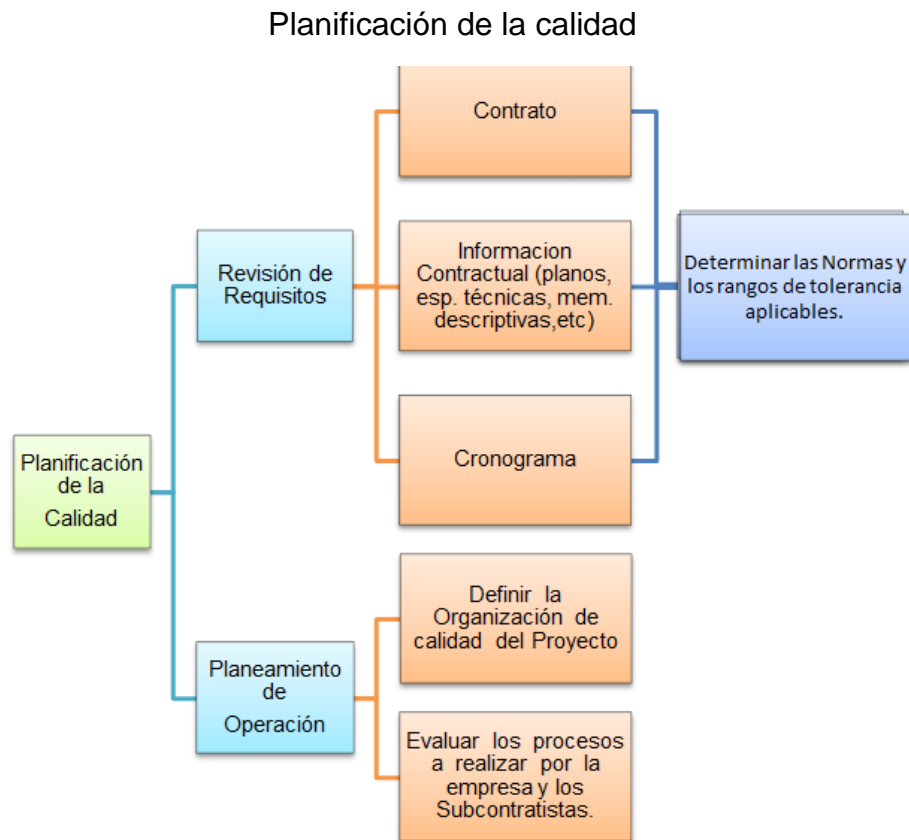 Planificación de la calidad
Contrato
Revisión de
Requisitos
Informacion
Contractual (planos,
esp. técnicas, mem.
descriptivas,etc)
Determinar las Normas y
los rangos de tolerancia
aplicables.
Cronograma
Planificación
de la
Calidad
Definir la
Organización de
calidad del Proyecto
Planeamiento
de
Operación
Evaluar los procesos
a realizar por la
empresa y los
Subcontratistas.